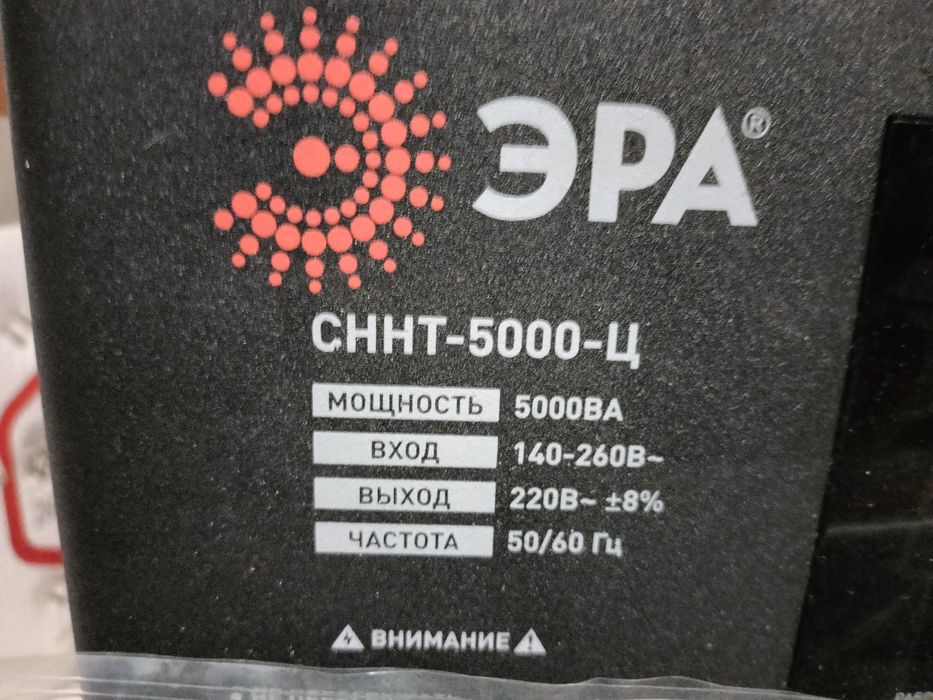 ЭРА®
СННТ-5000-Ц
МОЩНОСТЬ 5000ВА
ВХОД 140-260В~
ВЫХОД 220В~ ±8%
ЧАСТОТА 50/60 Гц
ВНИМАНИЕ